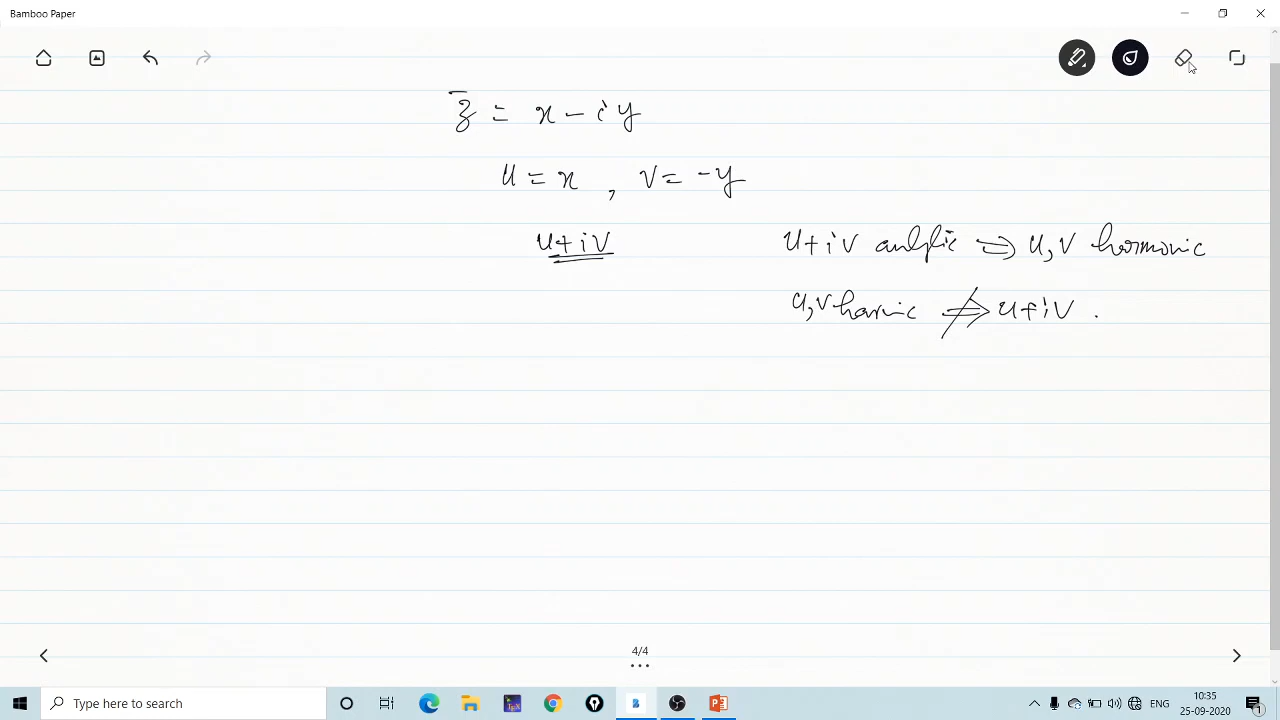 Bamboo Paper
z̄ = x - iy
u = x , v = -y
u + iv
u + iv analytic ⇒ u, v harmonic
u, v harmonic ⇏ u + iv .
4/4
Type here to search
ENG
10:35
25-09-2020